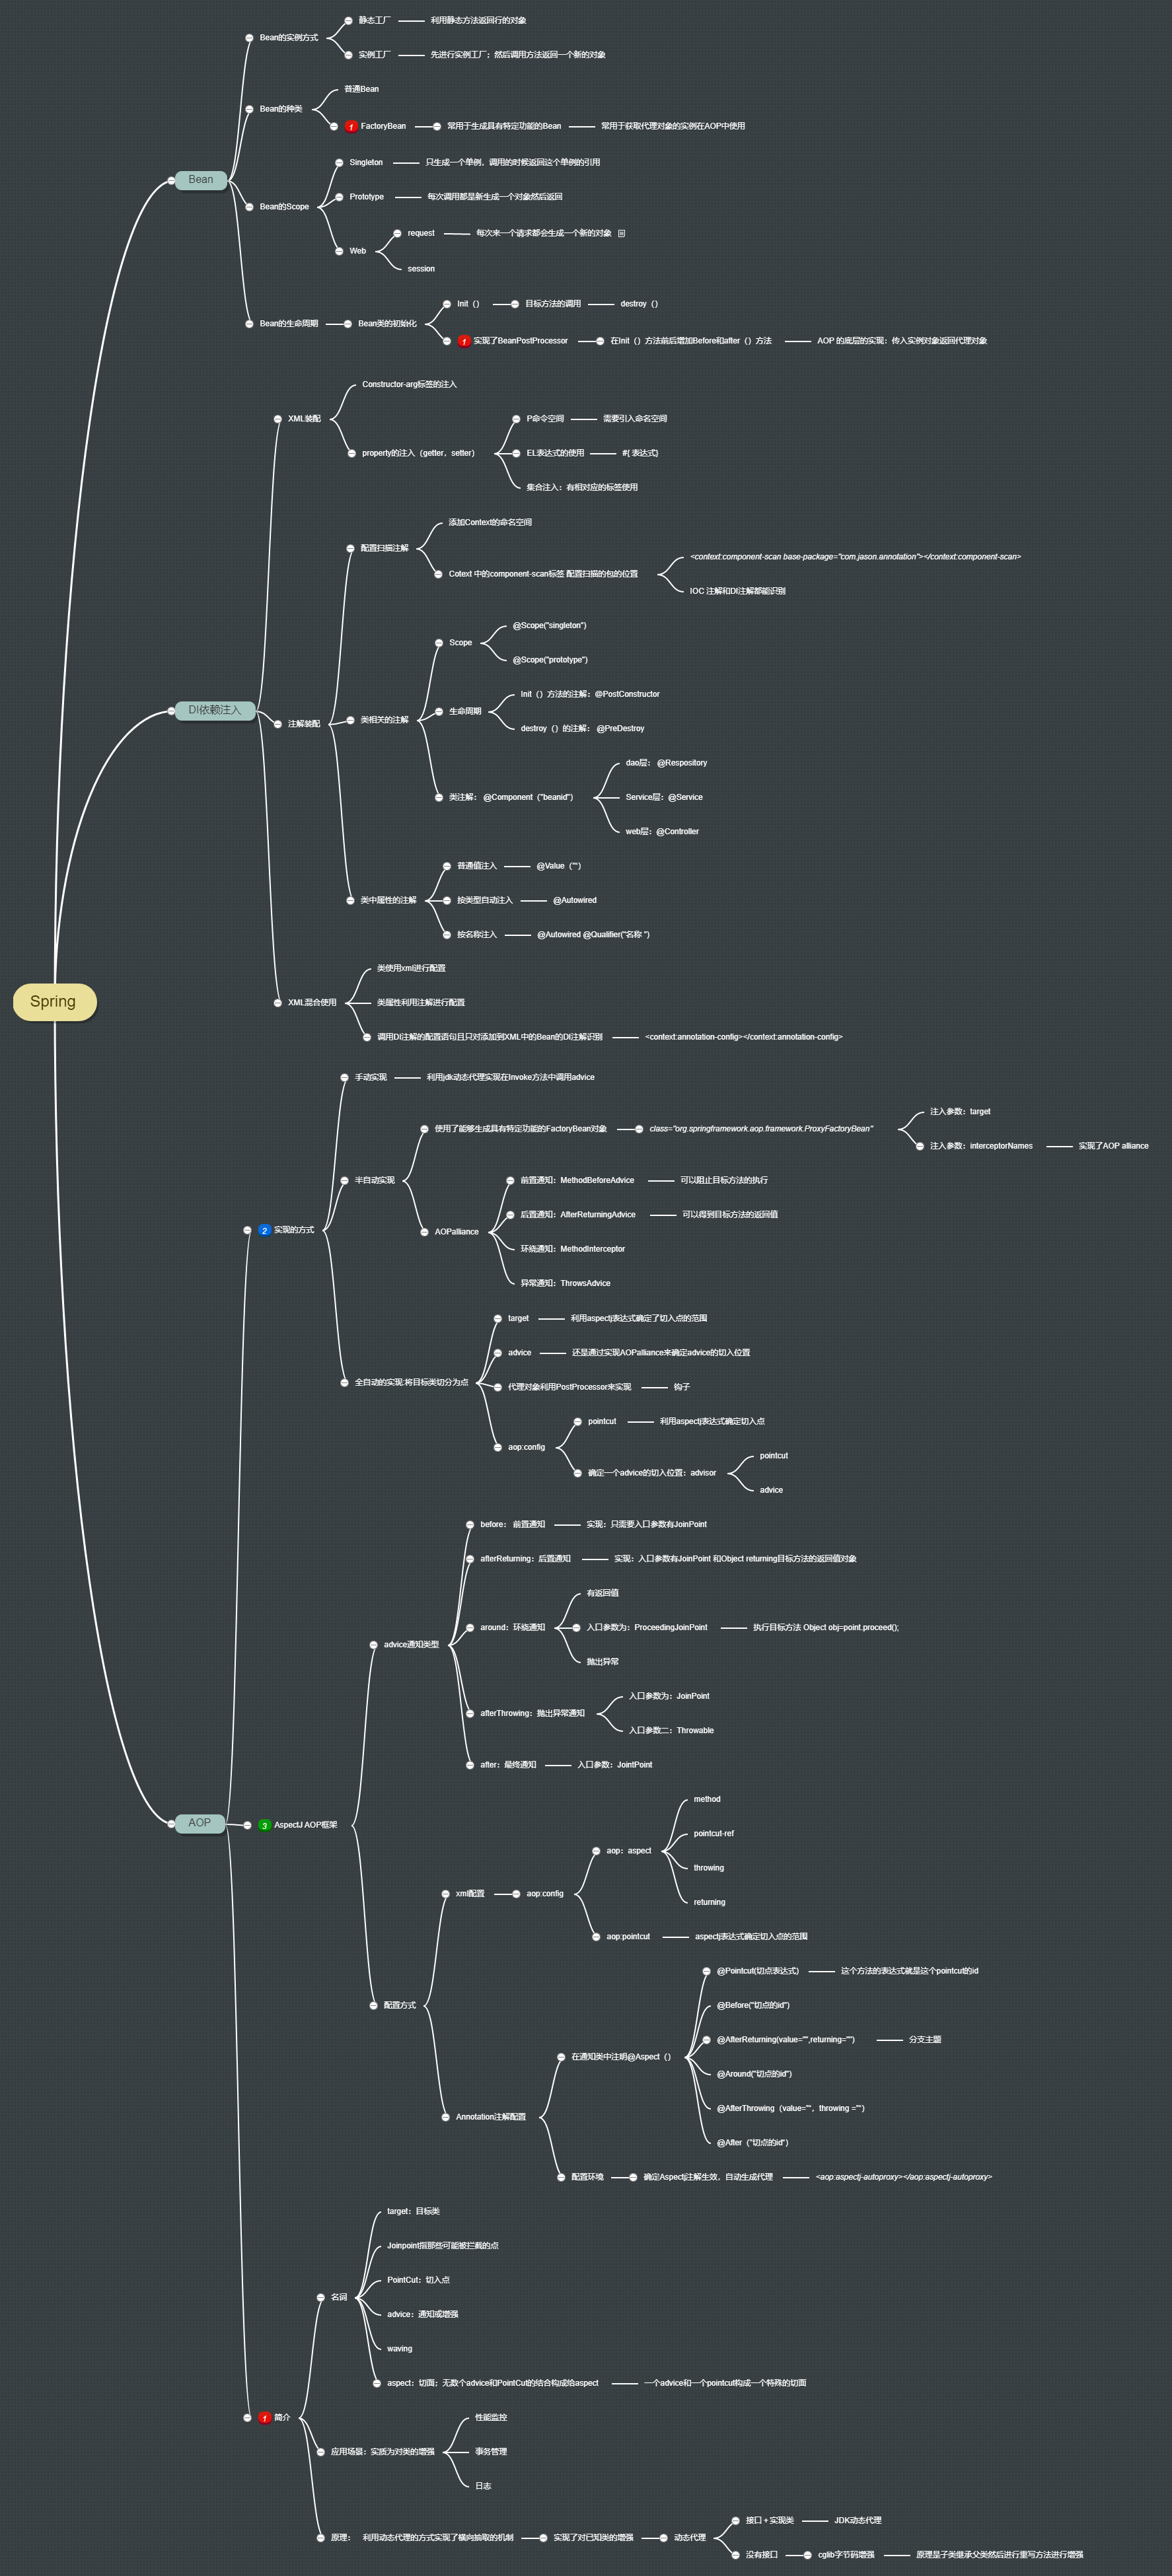 Spring
Bean
Bean的实例方式
静态工厂
利用静态方法返回行的对象
实例工厂
先进行实例工厂；然后调用方法返回一个新的对象
Bean的种类
普通Bean
1 FactoryBean
常用于生成具有特定功能的Bean
常用于获取代理对象的实例在AOP中使用
Bean的Scope
Singleton
只生成一个单例，调用的时候返回这个单例的引用
Prototype
每次调用都是新生成一个对象然后返回
Web
request
每次来一个请求都会生成一个新的对象
session
Bean的生命周期
Bean类的初始化
Init（）
目标方法的调用
destroy（）
1 实现了BeanPostProcessor
在Init（）方法前后增加Before和after（）方法
AOP 的底层的实现：传入实例对象返回代理对象
DI依赖注入
XML装配
Constructor-arg标签的注入
property的注入（getter，setter）
P命令空间
需要引入命名空间
EL表达式的使用
#{ 表达式}
集合注入：有相对应的标签使用
注解装配
配置扫描注解
添加Context的命名空间
Cotext 中的component-scan标签 配置扫描的包的位置
<context:component-scan base-package="com.jason.annotation"></context:component-scan>
IOC 注解和DI注解都能识别
类相关的注解
Scope
@Scope("singleton")
@Scope("prototype")
生命周期
Init（）方法的注解：@PostConstructor
destroy（）的注解： @PreDestroy
类注解： @Component（"beanid"）
dao层： @Respository
Service层：@Service
web层：@Controller
类中属性的注解
普通值注入
@Value（""）
按类型自动注入
@Autowired
按名称注入
@Autowired @Qualifier("名称 ")
XML混合使用
类使用xml进行配置
类属性利用注解进行配置
调用DI注解的配置语句且只对添加到XML中的Bean的DI注解识别
<context:annotation-config></context:annotation-config>
AOP
2 实现的方式
手动实现
利用jdk动态代理实现在Invoke方法中调用advice
半自动实现
使用了能够生成具有特定功能的FactoryBean对象
class="org.springframework.aop.framework.ProxyFactoryBean"
注入参数：target
注入参数：interceptorNames
实现了AOP alliance
AOPalliance
前置通知：MethodBeforeAdvice
可以阻止目标方法的执行
后置通知：AfterReturningAdvice
可以得到目标方法的返回值
环绕通知：MethodInterceptor
异常通知：ThrowsAdvice
全自动的实现:将目标类切分为点
target
利用aspectj表达式确定了切入点的范围
advice
还是通过实现AOPalliance来确定advice的切入位置
代理对象利用PostProcessor来实现
钩子
aop:config
pointcut
利用aspectj表达式确定切入点
确定一个advice的切入位置：advisor
pointcut
advice
3 AspectJ AOP框架
advice通知类型
before： 前置通知
实现：只需要入口参数有JoinPoint
afterReturning：后置通知
实现：入口参数有JoinPoint 和Object returning目标方法的返回值对象
around：环绕通知
有返回值
入口参数为：ProceedingJoinPoint
执行目标方法 Object obj=point.proceed();
抛出异常
afterThrowing：抛出异常通知
入口参数为：JoinPoint
入口参数二：Throwable
after：最终通知
入口参数：JointPoint
配置方式
xml配置
aop:config
aop：aspect
method
pointcut-ref
throwing
returning
aop:pointcut
aspectj表达式确定切入点的范围
Annotation注解配置
在通知类中注明@Aspect（）
@Pointcut(切点表达式)
这个方法的表达式就是这个pointcut的id
@Before("切点的id")
@AfterReturning(value="",returning="")
分支主题
@Around("切点的id")
@AfterThrowing（value=""，throwing =""）
@After（"切点的id"）
配置环境
确定Aspectj注解生效，自动生成代理
<aop:aspectj-autoproxy></aop:aspectj-autoproxy>
1 简介
名词
target：目标类
Joinpoint指那些可能被拦截的点
PointCut：切入点
advice：通知或增强
waving
aspect：切面；无数个advice和PointCut的结合构成给aspect
一个advice和一个pointcut构成一个特殊的切面
应用场景：实质为对类的增强
性能监控
事务管理
日志
原理： 利用动态代理的方式实现了横向抽取的机制
实现了对已知类的增强
动态代理
接口＋实现类
JDK动态代理
没有接口
cglib字节码增强
原理是子类继承父类然后进行重写方法进行增强